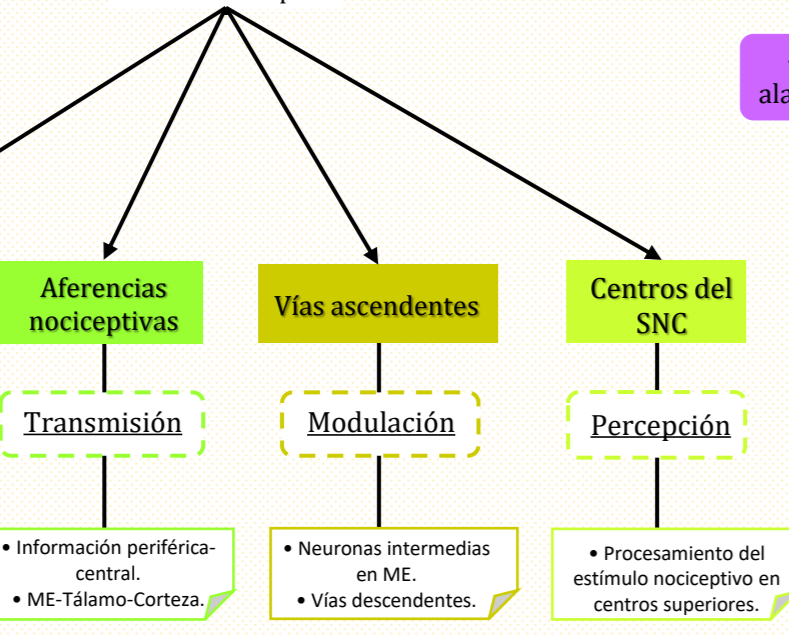 Aferencias
nociceptivas
Vías ascendentes
Centros del
SNC
Transmisión
Modulación
Percepción
• Información periférica-
central.
• ME-Tálamo-Corteza.
• Neuronas intermedias
en ME.
• Vías descendentes.
• Procesamiento del
estímulo nociceptivo en
centros superiores.